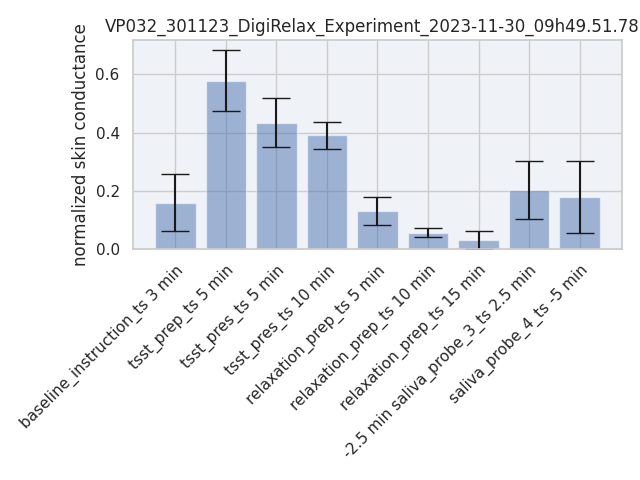 VP032_301123_DigiRelax_Experiment_2023-11-30_09h49.51.78
normalized skin conductance
0.6
0.4
0.2
0.0
baseline_instruction_ts 3 min
tsst_prep_ts 5 min
tsst_pres_ts 5 min
tsst_pres_ts 10 min
relaxation_prep_ts 5 min
relaxation_prep_ts 10 min
relaxation_prep_ts 15 min
-2.5 min saliva_probe_3_ts 2.5 min
saliva_probe_4_ts -5 min